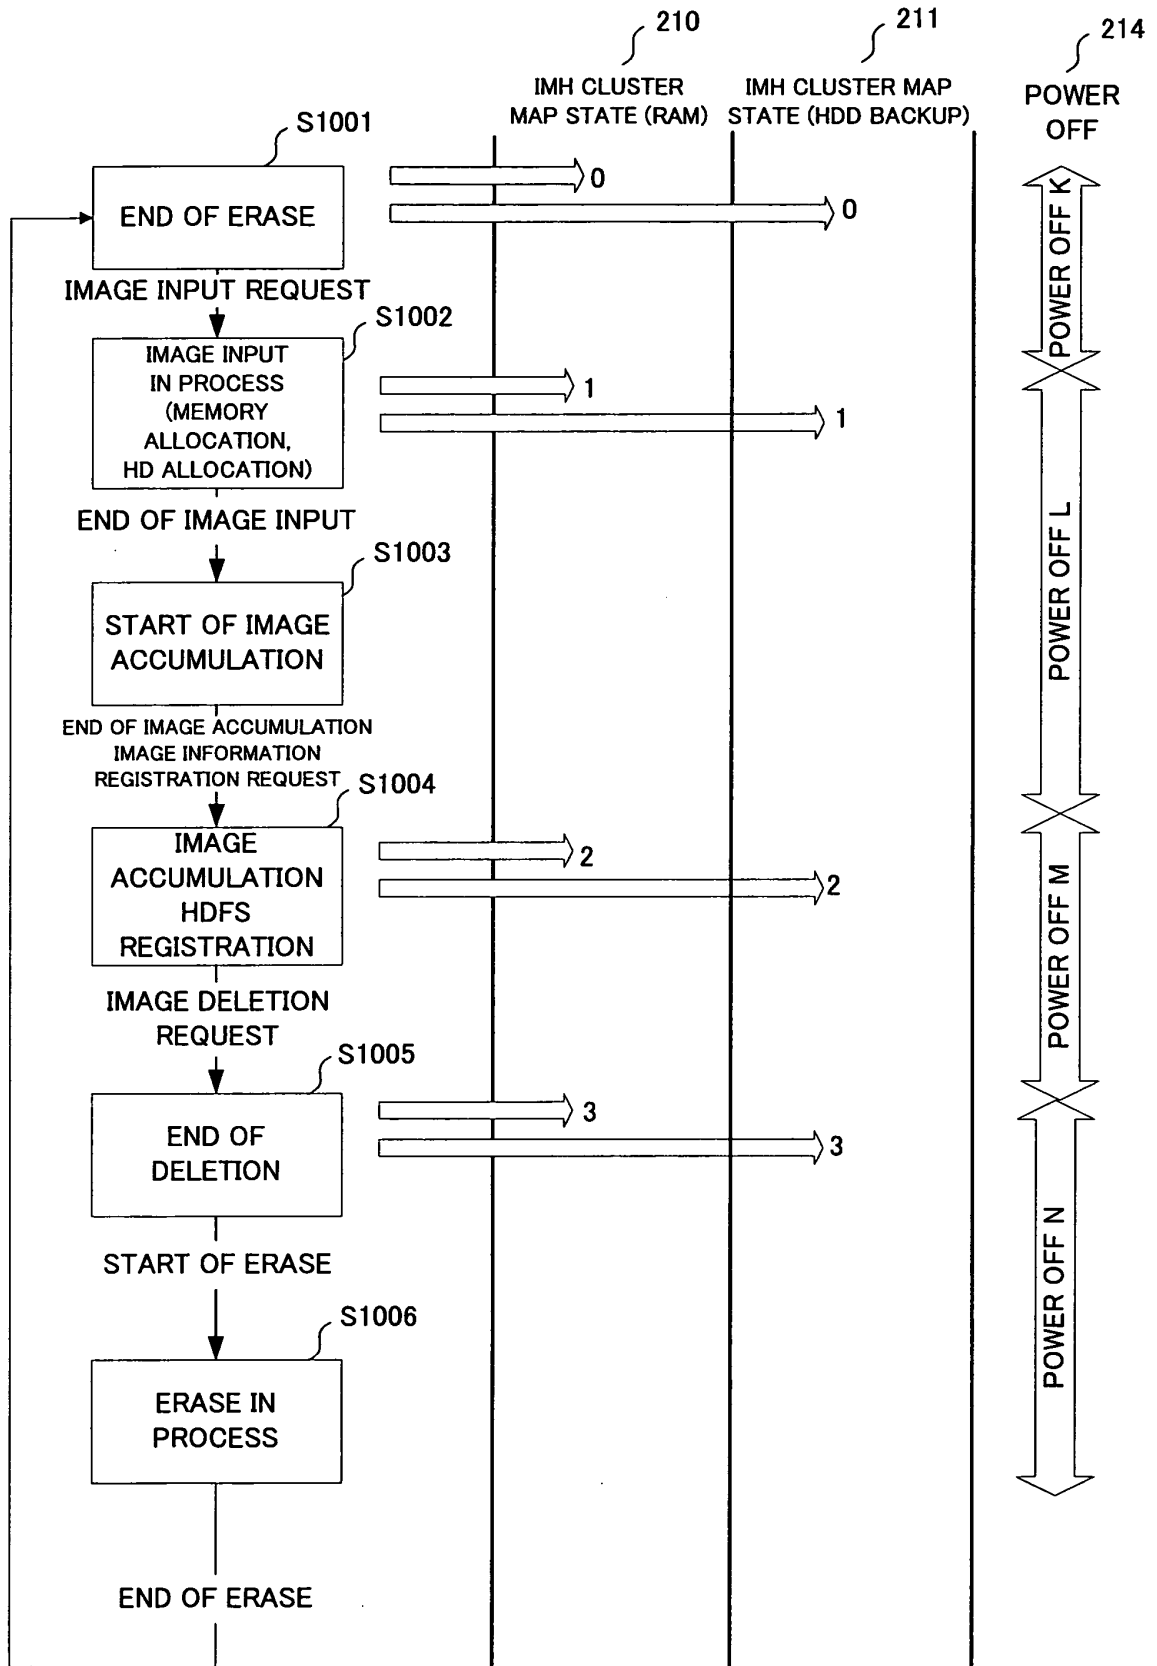 210
211
214
IMH CLUSTER
MAP STATE (RAM)
IMH CLUSTER MAP
STATE (HDD BACKUP)
POWER
OFF
S1001
END OF ERASE
0
0
POWER OFF K
IMAGE INPUT REQUEST
S1002
IMAGE INPUT
IN PROCESS
(MEMORY
ALLOCATION,
HD ALLOCATION)
1
1
END OF IMAGE INPUT
POWER OFF L
S1003
START OF IMAGE
ACCUMULATION
END OF IMAGE ACCUMULATION
IMAGE INFORMATION
REGISTRATION REQUEST
S1004
IMAGE
ACCUMULATION
HDFS
REGISTRATION
2
2
POWER OFF M
IMAGE DELETION
REQUEST
S1005
END OF
DELETION
3
3
START OF ERASE
POWER OFF N
S1006
ERASE IN
PROCESS
END OF ERASE